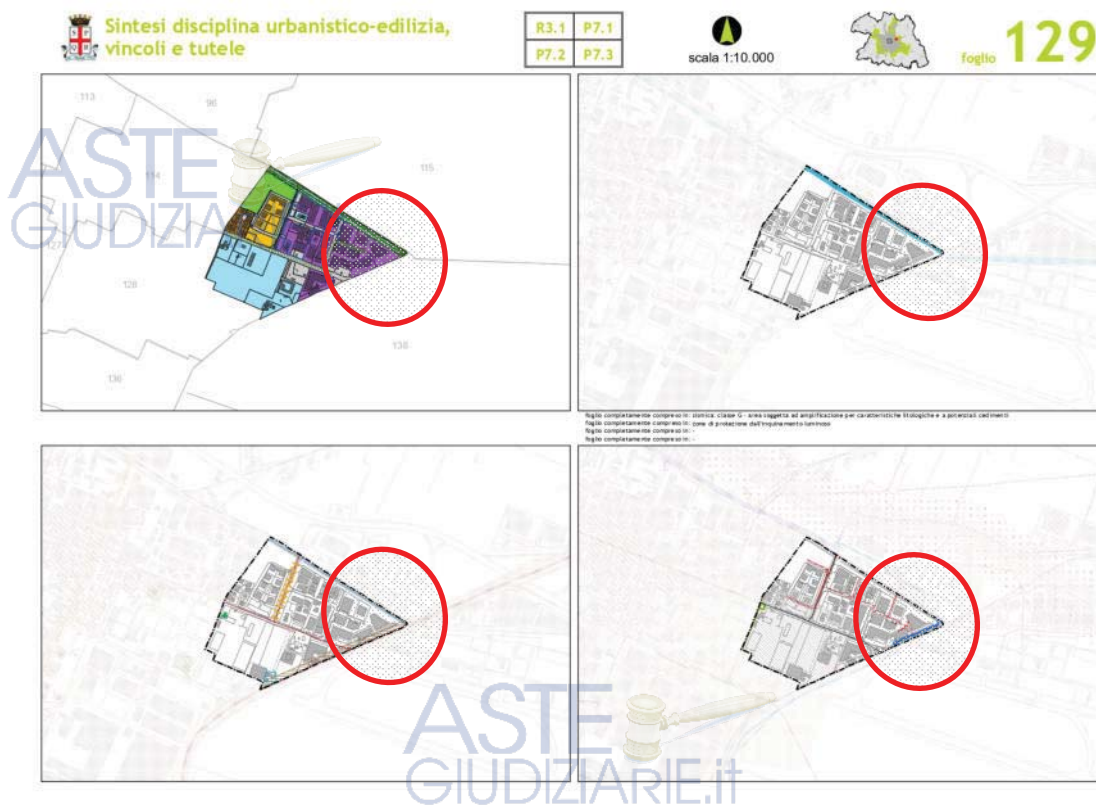 Sintesi disciplina urbanistico-edilizia,
vincoli e tutele
R3.1 P7.1
P7.2 P7.3
scala 1:10.000
foglio 129
113
96
115
114
127
128
138
136
ASTE
GIUDIZIARIE
foglio completamente compreso in: sismica: classe G - area soggetta ad amplificazione per caratteristiche litologiche e a potenziali cedimenti
foglio completamente compreso in: zone di protezione dall'inquinamento luminoso
foglio completamente compreso in: -
foglio completamente compreso in: -
ASTE
GIUDIZIARIE.it